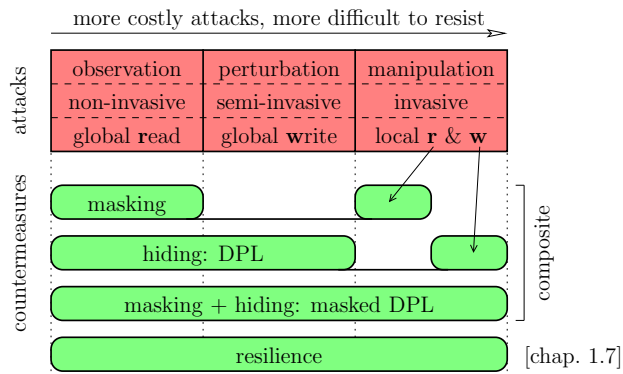 more costly attacks, more difficult to resist
attacks
observation perturbation manipulation
non-invasive semi-invasive invasive
global read global write local r & w
countermeasures
masking
hiding: DPL
composite
masking + hiding: masked DPL
resilience [chap. 1.7]